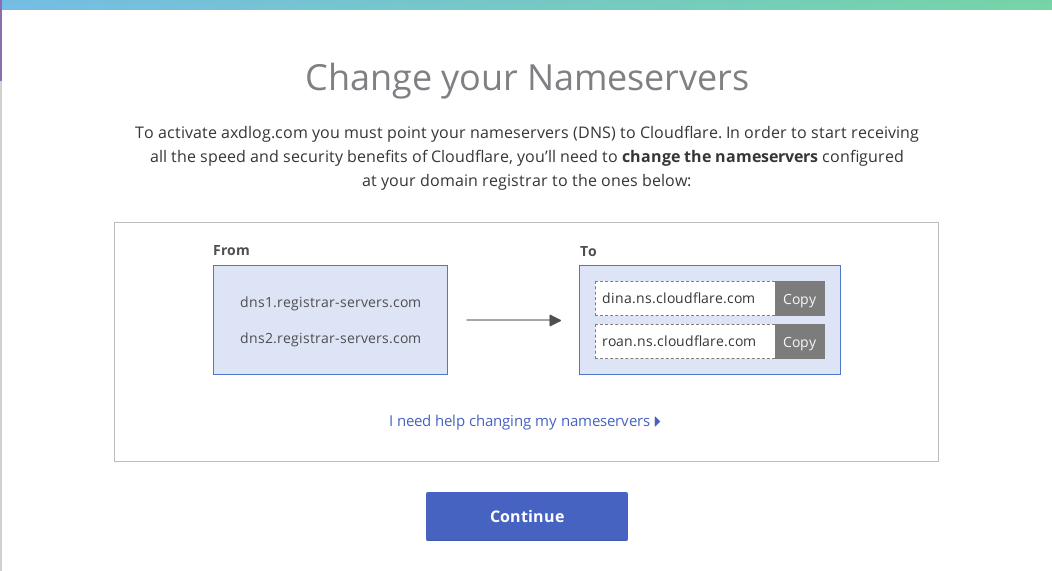 Change your Nameservers
To activate axdlog.com you must point your nameservers (DNS) to Cloudflare. In order to start receiving
all the speed and security benefits of Cloudflare, you’ll need to change the nameservers configured
at your domain registrar to the ones below:
From
dns1.registrar-servers.com
dns2.registrar-servers.com
To
dina.ns.cloudflare.com Copy
roan.ns.cloudflare.com Copy
I need help changing my nameservers
Continue